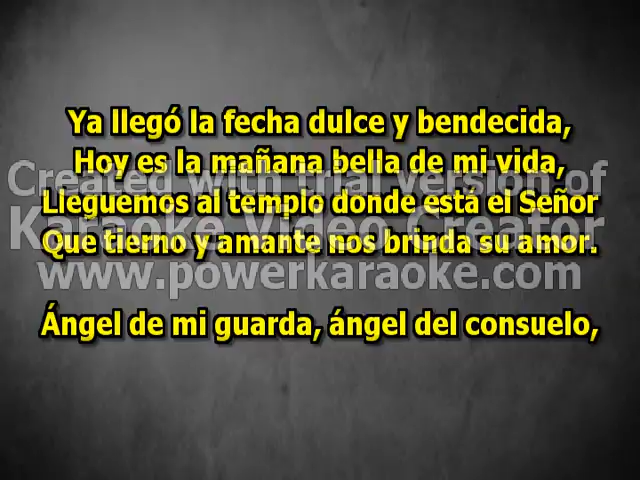 Ya llegó la fecha dulce y bendecida,
Hoy es la mañana bella de mi vida,
Created with trial version of
Lleguemos al templo donde está el Señor
Karaoke Video Creator
Que tierno y amante nos brinda su amor.
www.powerkaraoke.com
Ángel de mi guarda, ángel del consuelo,